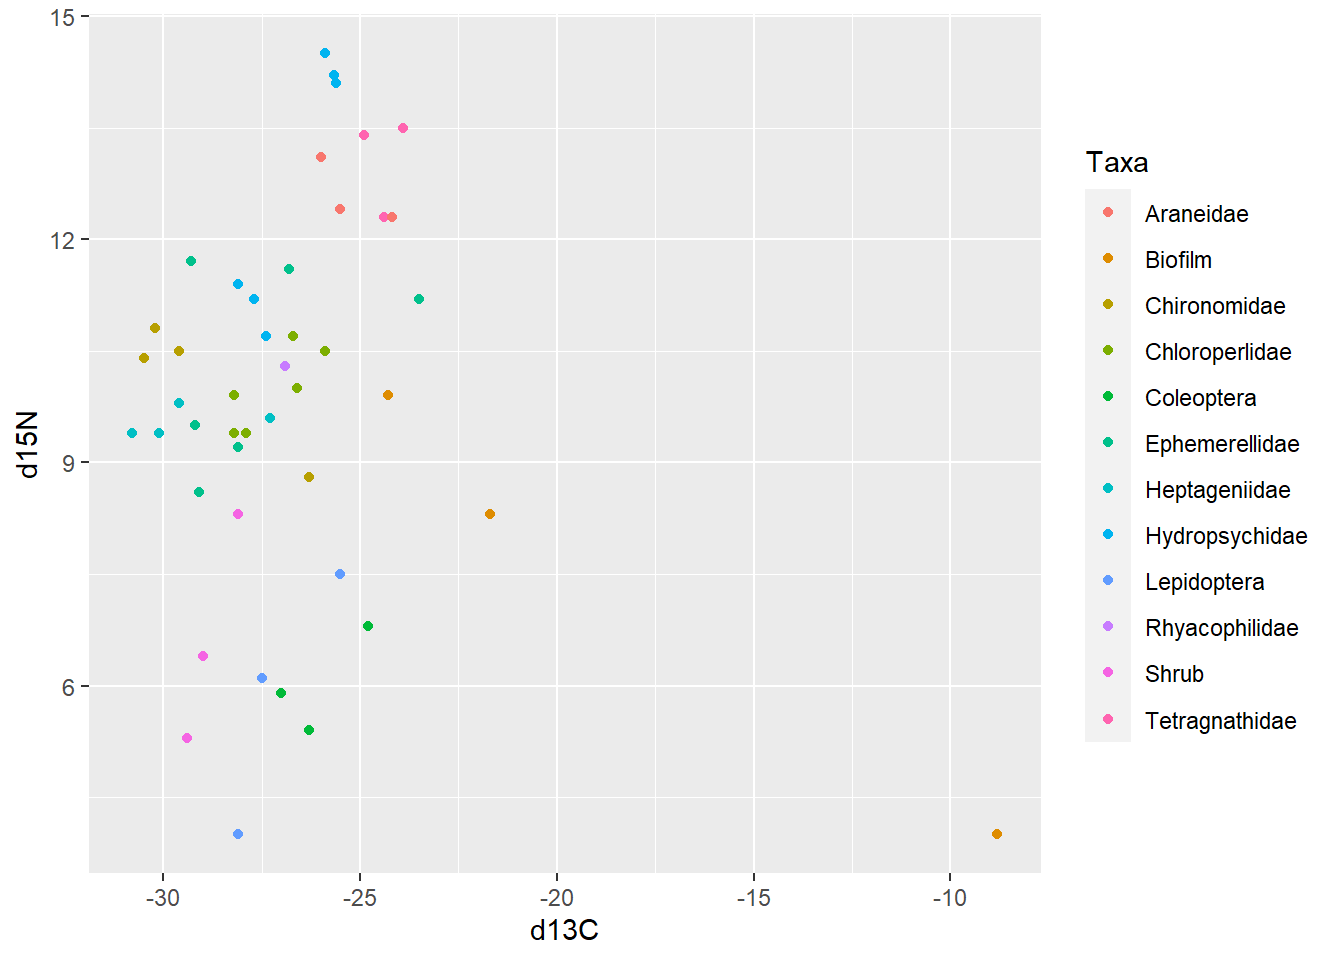 15
12
9
6
d15N
-30
-25
-20
-15
-10
d13C
Taxa
Araneidae
Biofilm
Chironomidae
Chloroperlidae
Coleoptera
Ephemerellidae
Heptageniidae
Hydropsychidae
Lepidoptera
Rhyacophilidae
Shrub
Tetragnathidae